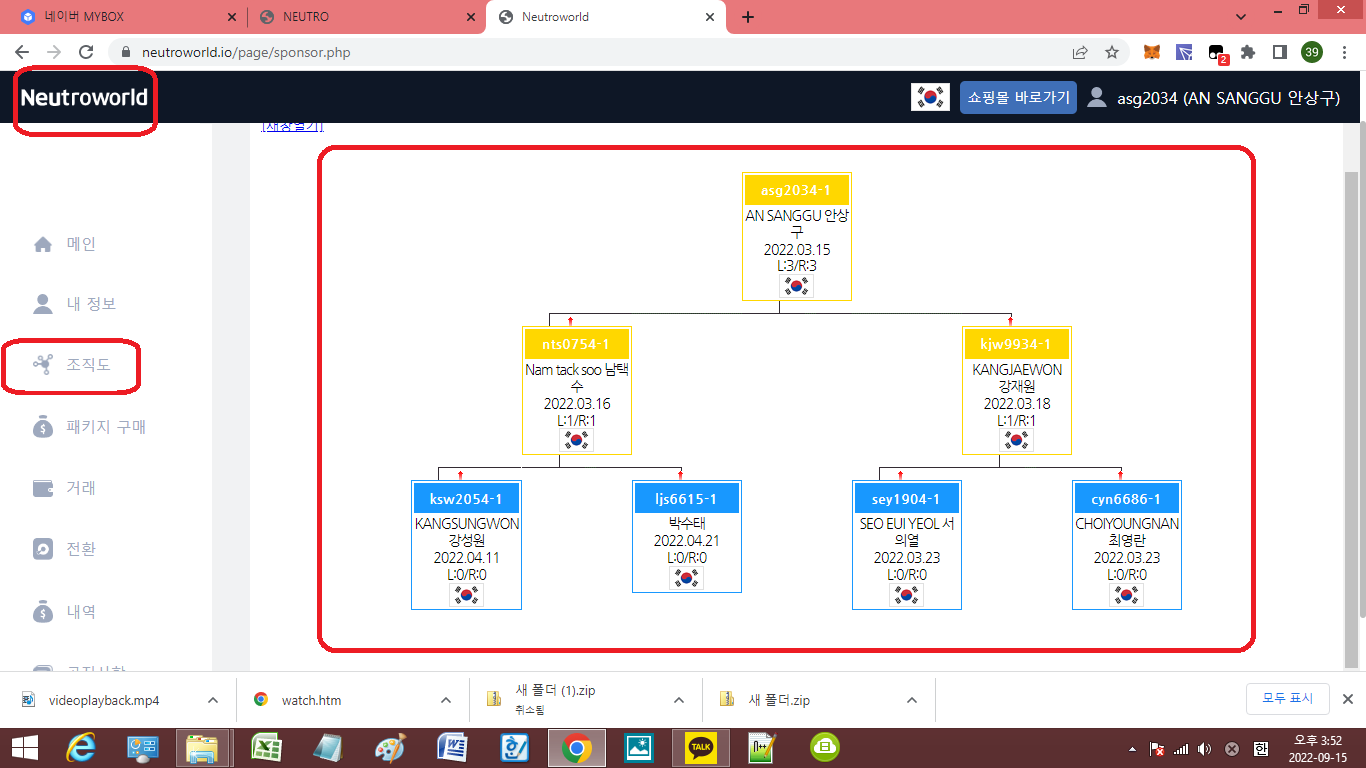 네이버 MYBOX
NEUTRO
Neutroworld
neutroworld.io/page/sponsor.php
2
39
Neutroworld
쇼핑몰 바로가기
asg2034 (AN SANGGU 안상구)
[새창열기]
메인
내 정보
조직도
패키지 구매
거래
전환
내역
공지사항
asg2034-1
AN SANGGU 안상
구
2022.03.15
L:3/R:3
nts0754-1
Nam tack soo 남택
수
2022.03.16
L:1/R:1
kjw9934-1
KANGJAEWON
강재원
2022.03.18
L:1/R:1
ksw2054-1
KANGSUNGWON
강성원
2022.04.11
L:0/R:0
ljs6615-1
박수태
2022.04.21
L:0/R:0
sey1904-1
SEO EUI YEOL 서
의열
2022.03.23
L:0/R:0
cyn6686-1
CHOIYOUNGNAN
최영란
2022.03.23
L:0/R:0
videoplayback.mp4
watch.htm
새 폴더 (1).zip
취소됨
새 폴더.zip
모두 표시
TALK
한
오후 3:52
2022-09-15